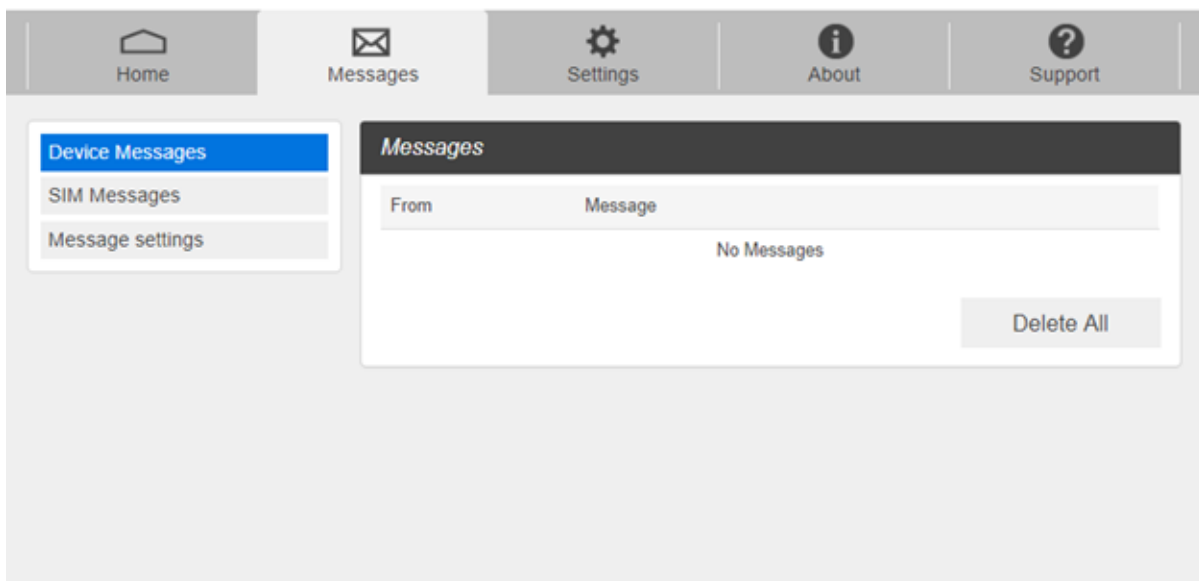 Home Messages Settings About Support
Device Messages
SIM Messages
Message settings
Messages
From Message
No Messages
Delete All